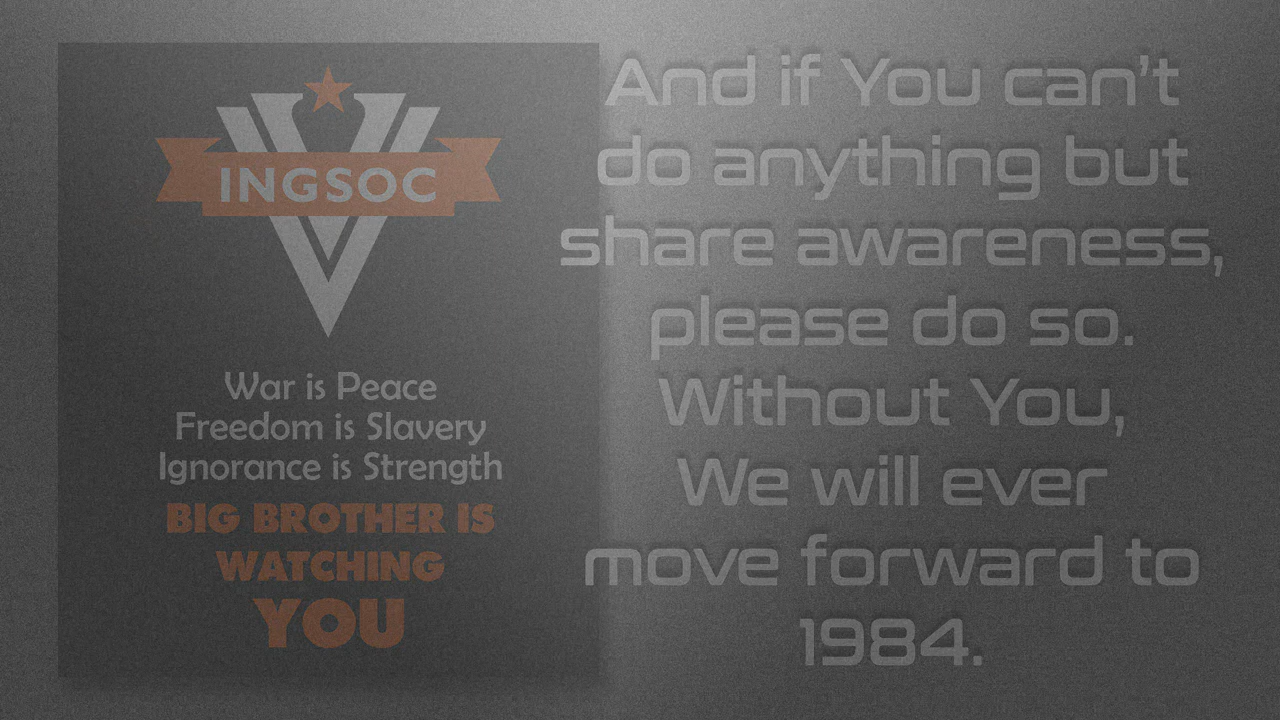 INGSOC
War is Peace
Freedom is Slavery
Ignorance is Strength
BIG BROTHER IS
WATCHING
YOU
And if You can't
do anything but
share awareness,
please do so.
Without You,
We will ever
move forward to
1984.